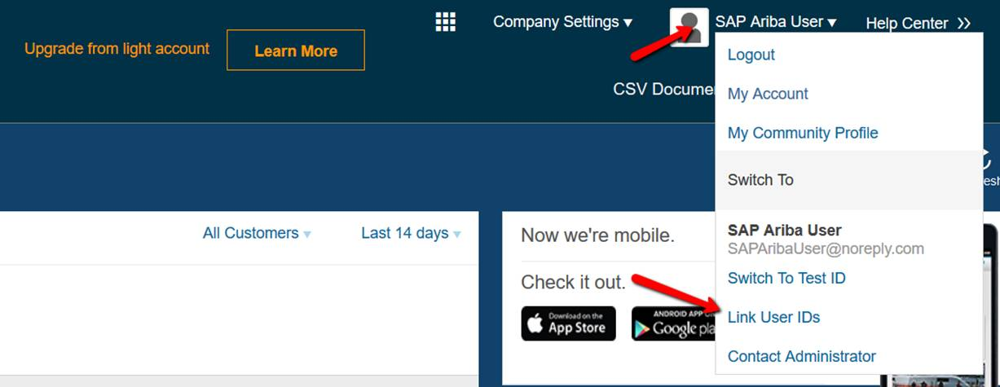 Company Settings
SAP Ariba User
Help Center
Upgrade from light account
Learn More
CSV
Logout
My Account
My Community Profile
Switch To
SAP Ariba User
SAPAribaUser@noreply.com
Switch To Test ID
Link User IDs
Contact Administrator
All Customers
Last 14 days
Now we're mobile.
Check it out.
Download on the
App Store
ANDROID APP
Google